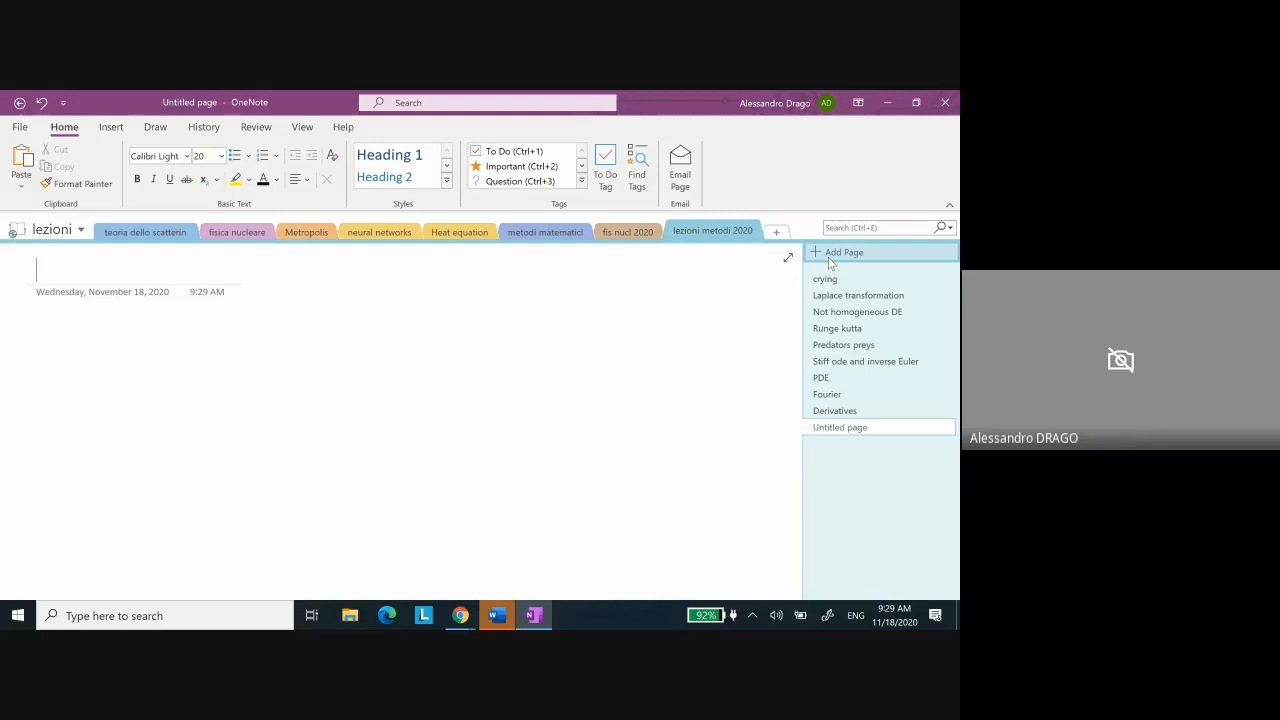 Untitled page - OneNote
Search
Alessandro Drago
AD
File Home Insert Draw History Review View Help
Paste
Cut
Copy
Format Painter
Clipboard
Calibri Light 20
B I U ab x2 A
Basic Text
Heading 1
Heading 2
Styles
To Do (Ctrl+1)
Important (Ctrl+2)
? Question (Ctrl+3)
Tags
To Do Tag
Find Tags
Email Page
Email
lezioni
teoria dello scatterin
fisica nucleare
Metropolis
neural networks
Heat equation
metodi matematici
fis nucl 2020
lezioni metodi 2020
Search (Ctrl+E)
Wednesday, November 18, 2020 9:29 AM
Add Page
crying
Laplace transformation
Not homogeneous DE
Runge kutta
Predators preys
Stiff ode and inverse Euler
PDE
Fourier
Derivatives
Untitled page
Alessandro DRAGO
Type here to search
L
W
N
92%
ENG
9:29 AM
11/18/2020